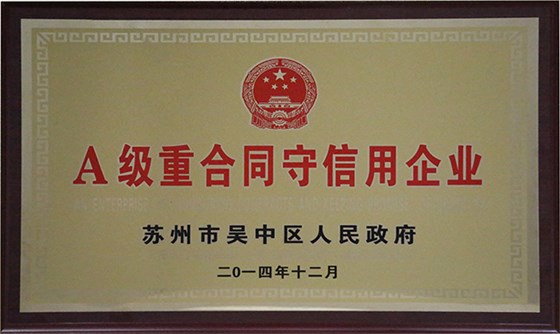 A级重合同守信用企业
苏州市吴中区人民政府
二0一四年十二月